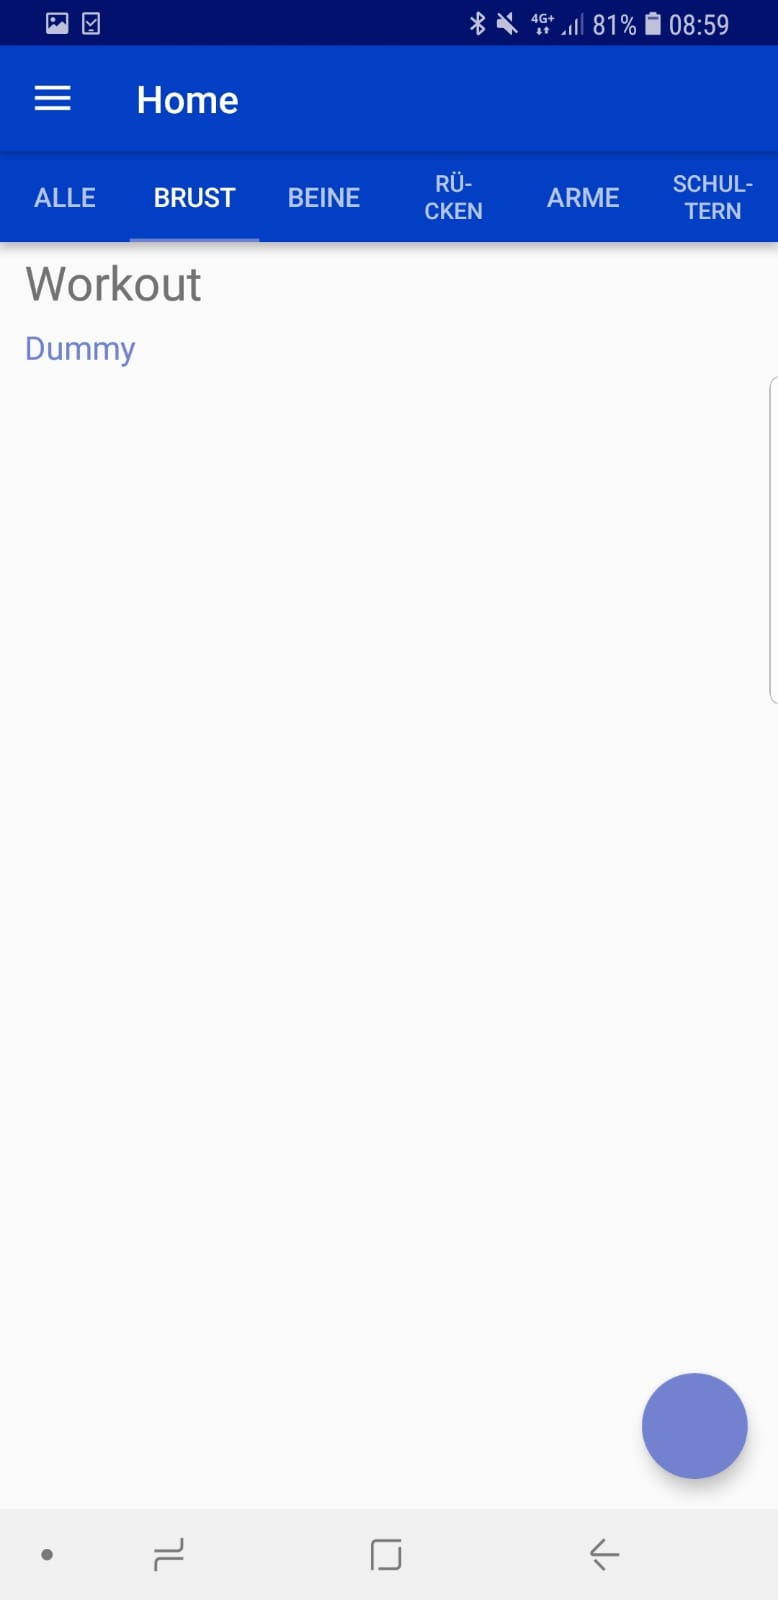 4G+ 81% 08:59
Home
ALLE BRUST BEINE RÜ-
CKEN ARME SCHUL-
TERN
Workout
Dummy